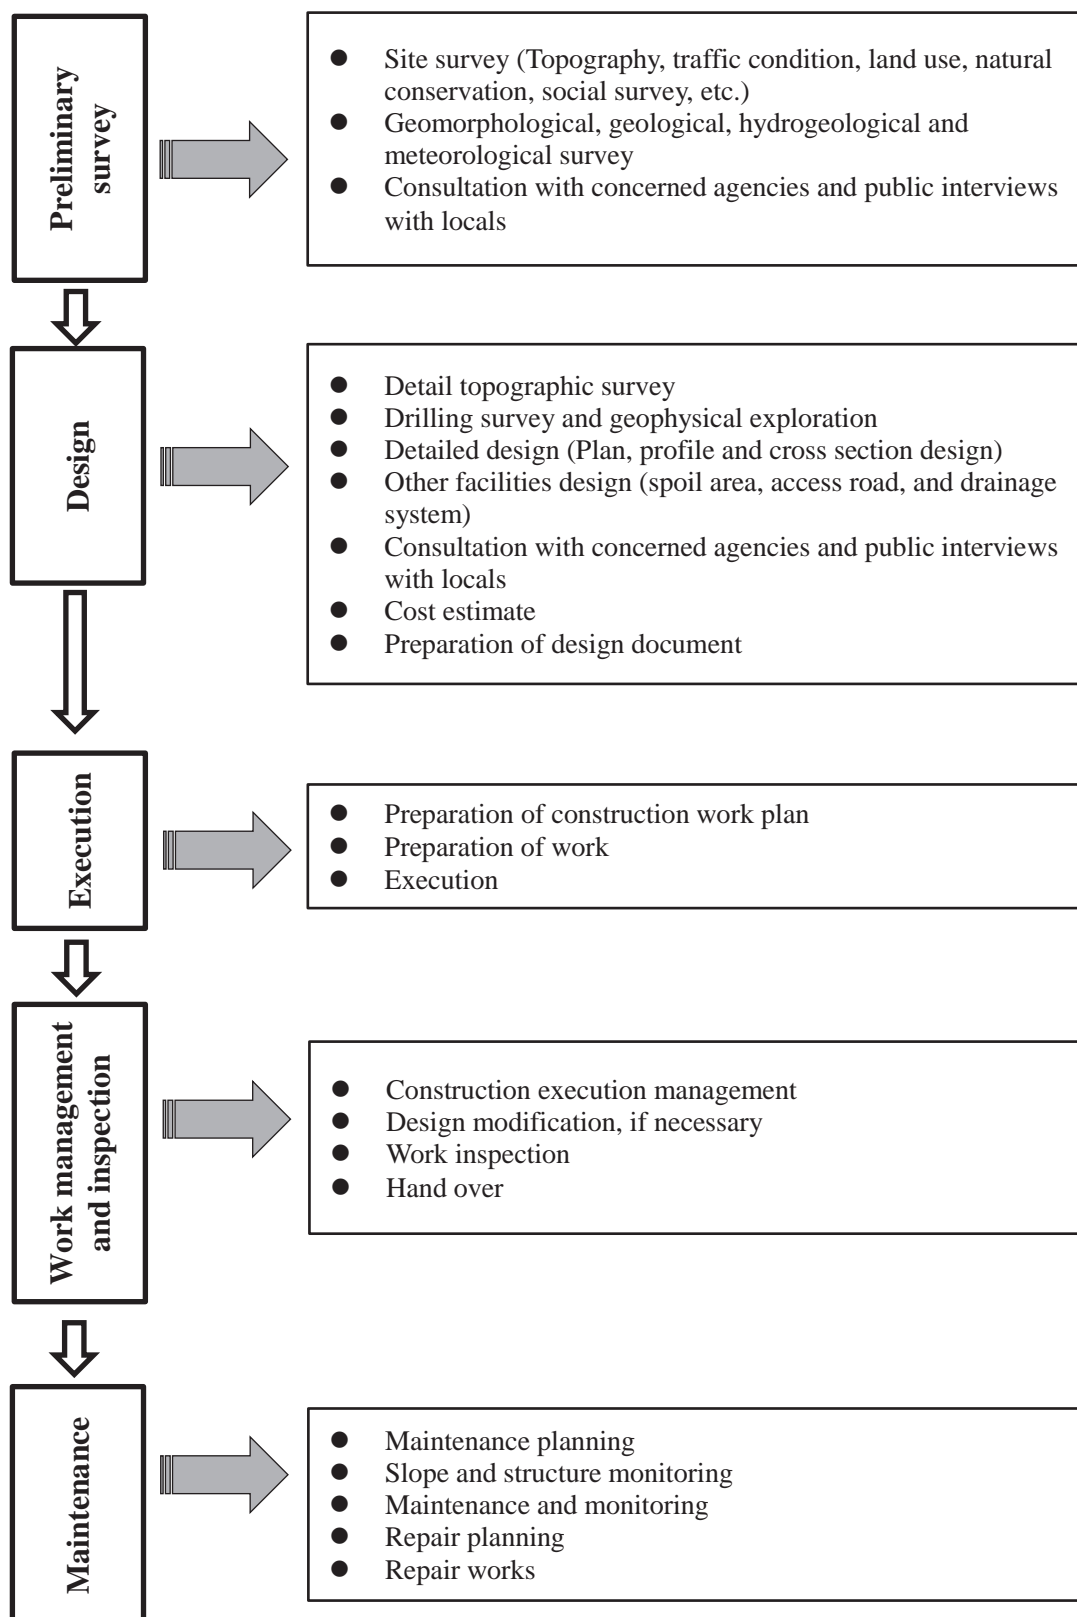 Preliminary
survey
● Site survey (Topography, traffic condition, land use, natural
conservation, social survey, etc.)
● Geomorphological, geological, hydrogeological and
meteorological survey
● Consultation with concerned agencies and public interviews
with locals
Design
● Detail topographic survey
● Drilling survey and geophysical exploration
● Detailed design (Plan, profile and cross section design)
● Other facilities design (spoil area, access road, and drainage
system)
● Consultation with concerned agencies and public interviews
with locals
● Cost estimate
● Preparation of design document
Execution
● Preparation of construction work plan
● Preparation of work
● Execution
Work management
and inspection
● Construction execution management
● Design modification, if necessary
● Work inspection
● Hand over
Maintenance
● Maintenance planning
● Slope and structure monitoring
● Maintenance and monitoring
● Repair planning
● Repair works